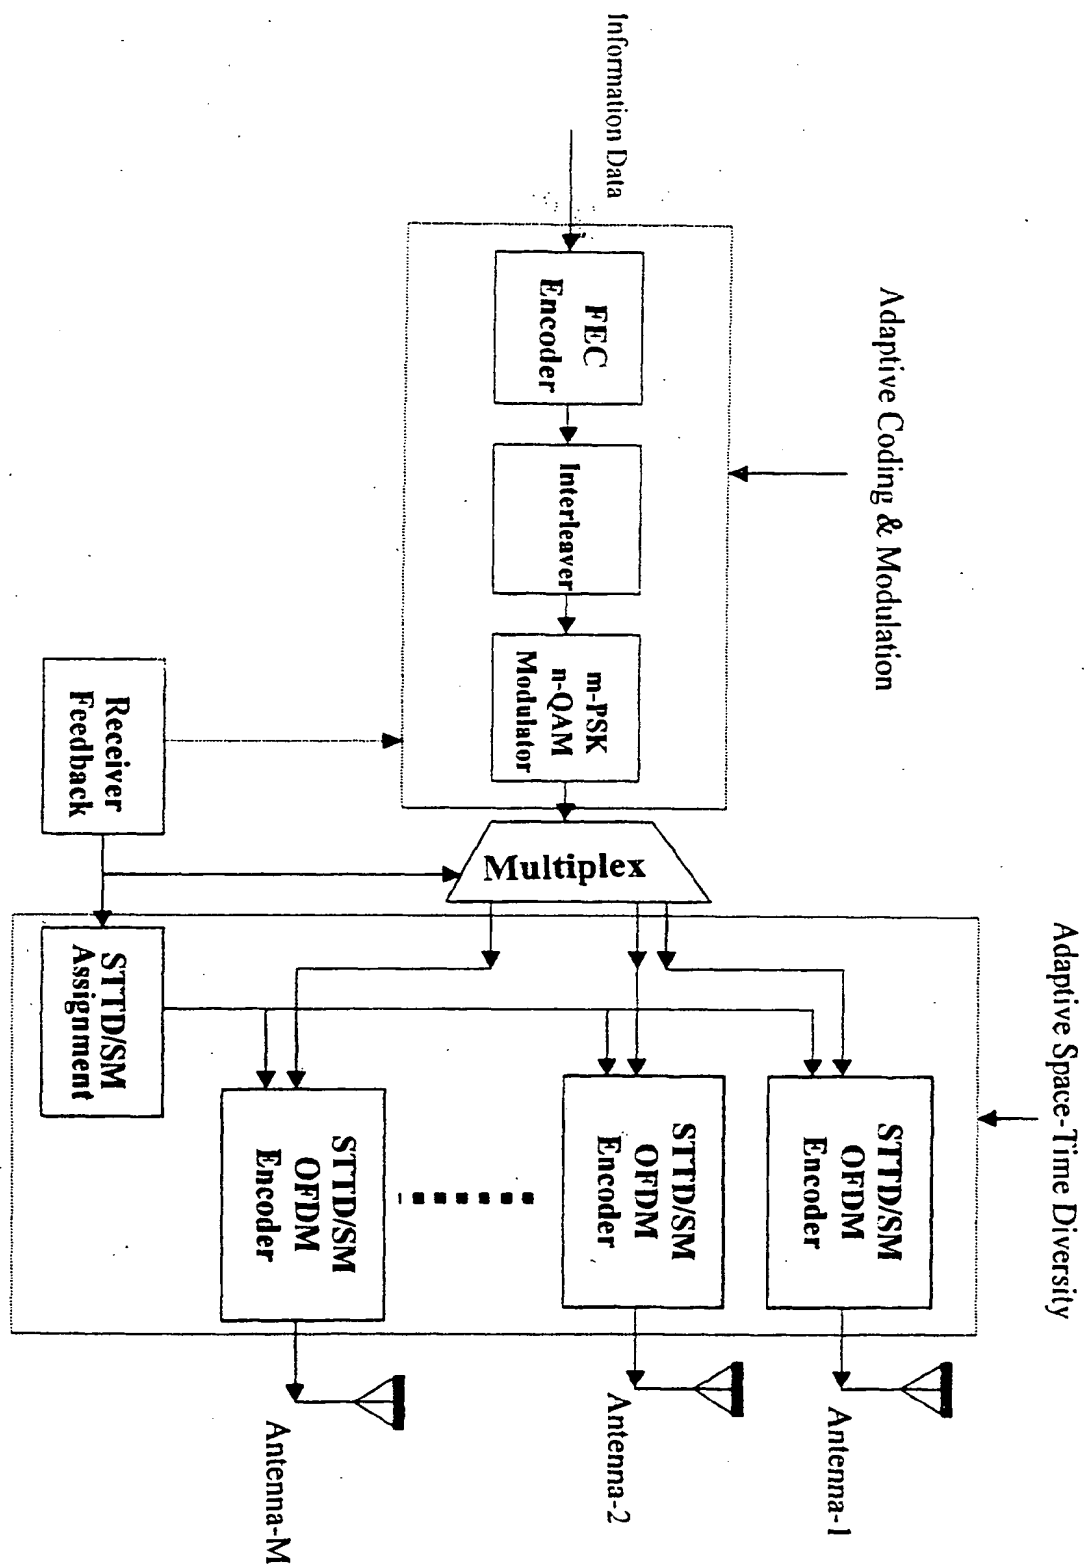 Adaptive Coding & Modulation
Adaptive Space-Time Diversity
Information Data
FEC
Encoder
Interleaver
m-PSK
n-QAM
Modulator
Multiplex
STTD/SM
OFDM
Encoder
Antenna-1
STTD/SM
OFDM
Encoder
Antenna-2
STTD/SM
OFDM
Encoder
Antenna-M
Receiver
Feedback
STTD/SM
Assignment